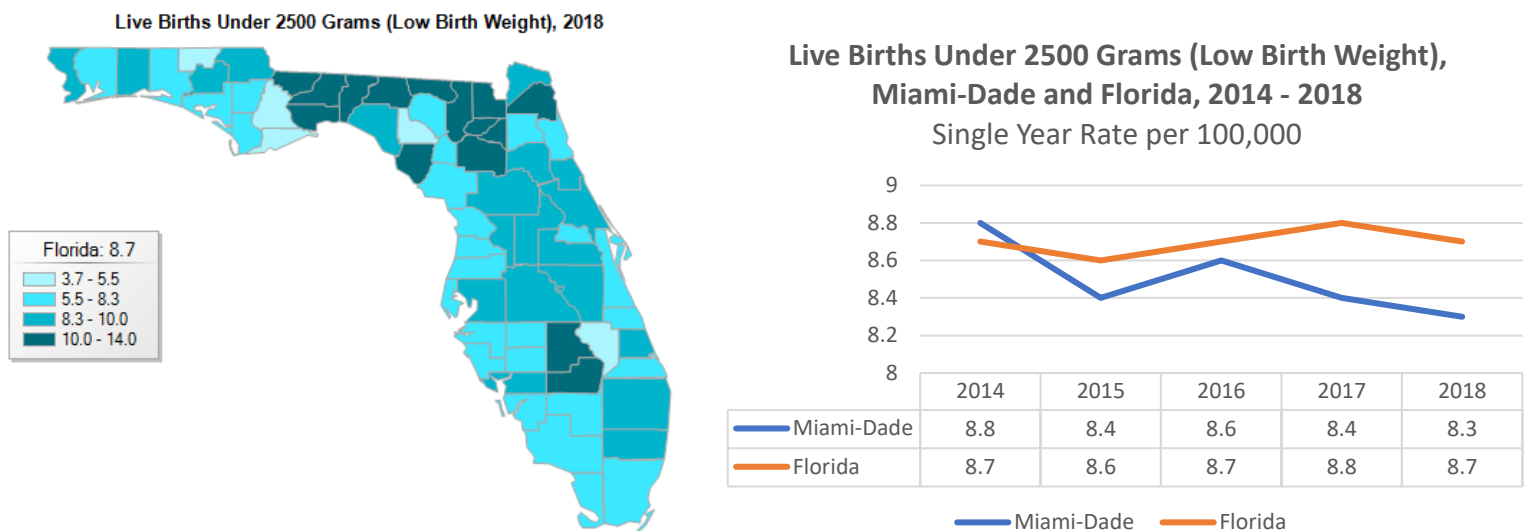 Live Births Under 2500 Grams (Low Birth Weight), 2018
Florida: 8.7
3.7 - 5.5
5.5 - 8.3
8.3 - 10.0
10.0 - 14.0
Live Births Under 2500 Grams (Low Birth Weight),
Miami-Dade and Florida, 2014 - 2018
Single Year Rate per 100,000
9
8.8
8.6
8.4
8.2
8
2014 2015 2016 2017 2018
Miami-Dade 8.8 8.4 8.6 8.4 8.3
Florida 8.7 8.6 8.7 8.8 8.7
Miami-Dade Florida